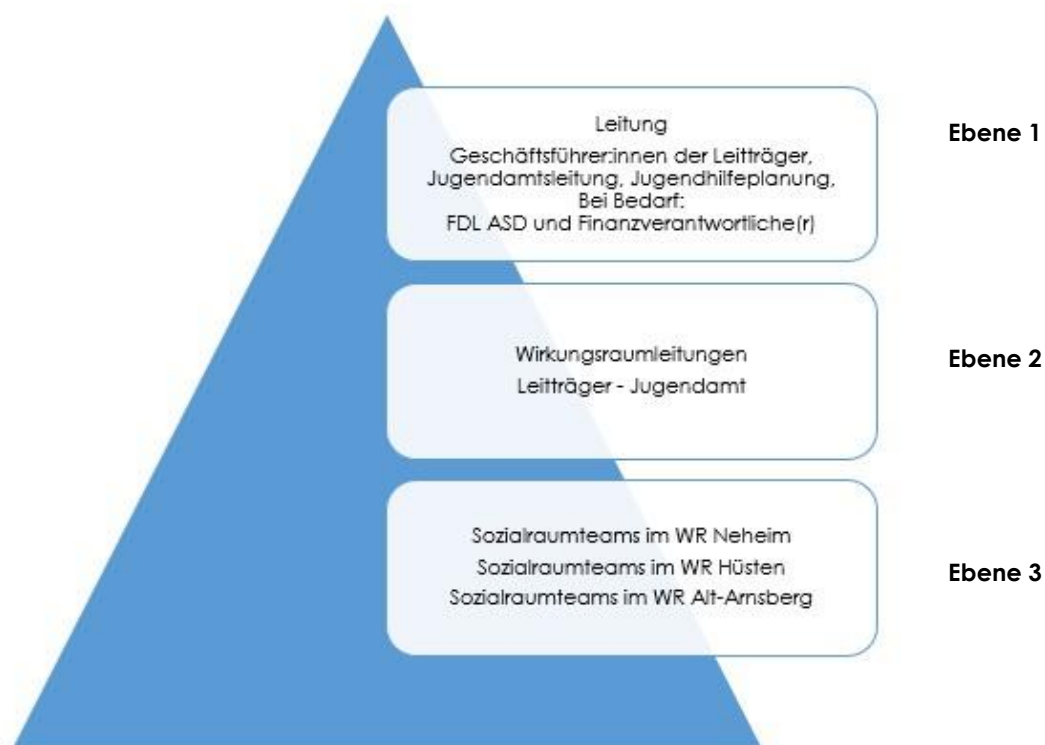 Leitung
Geschäftsführer:innen der Leitträger,
Jugendamtsleitung, Jugendhilfeplanung,
Bei Bedarf:
FDL ASD und Finanzverantwortliche(r)
Ebene 1
Wirkungsraumleitungen
Leitträger - Jugendamt
Ebene 2
Sozialraumteams im WR Neheim
Sozialraumteams im WR Hüsten
Sozialraumteams im WR Alt-Arnsberg
Ebene 3